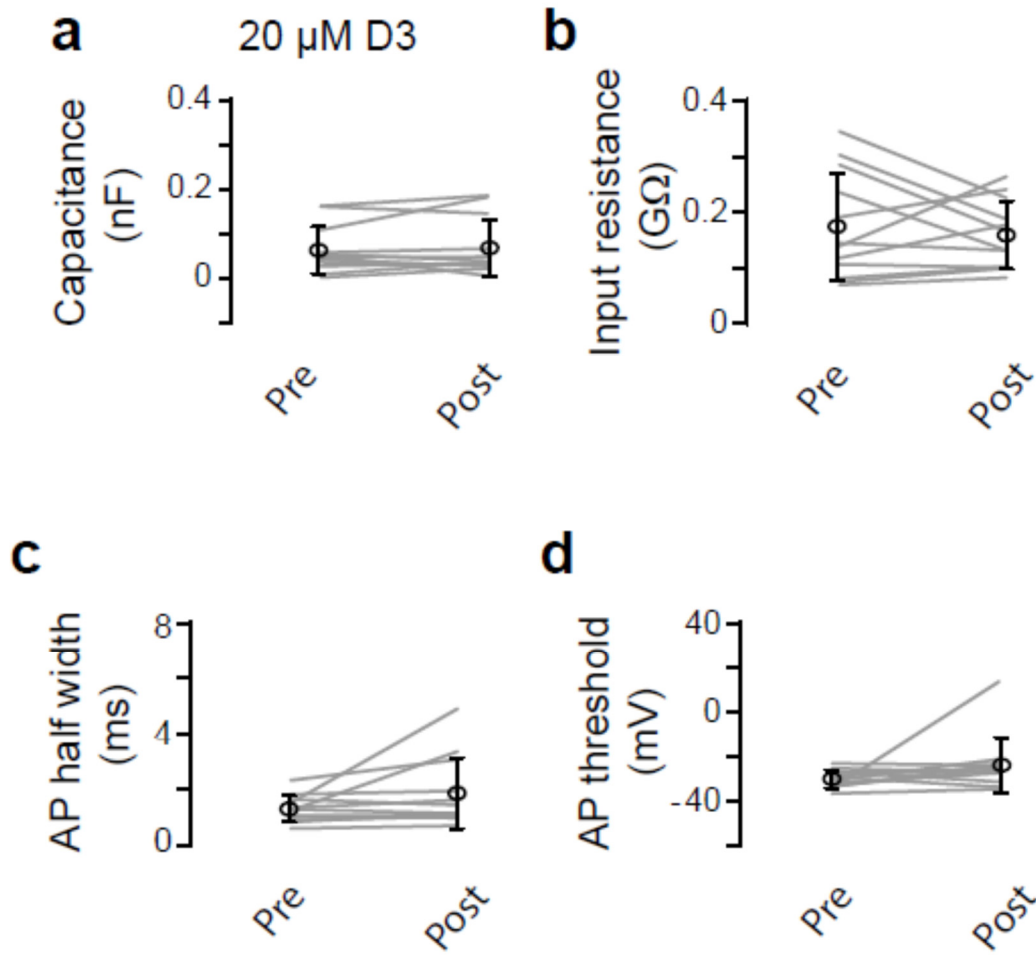 a
20 µM D3
Capacitance
(nF)
0.4
0.2
0
Pre
Post
b
Input resistance
(GΩ)
0.4
0.2
0
Pre
Post
c
AP half width
(ms)
8
4
0
Pre
Post
d
AP threshold
(mV)
40
0
-40
Pre
Post